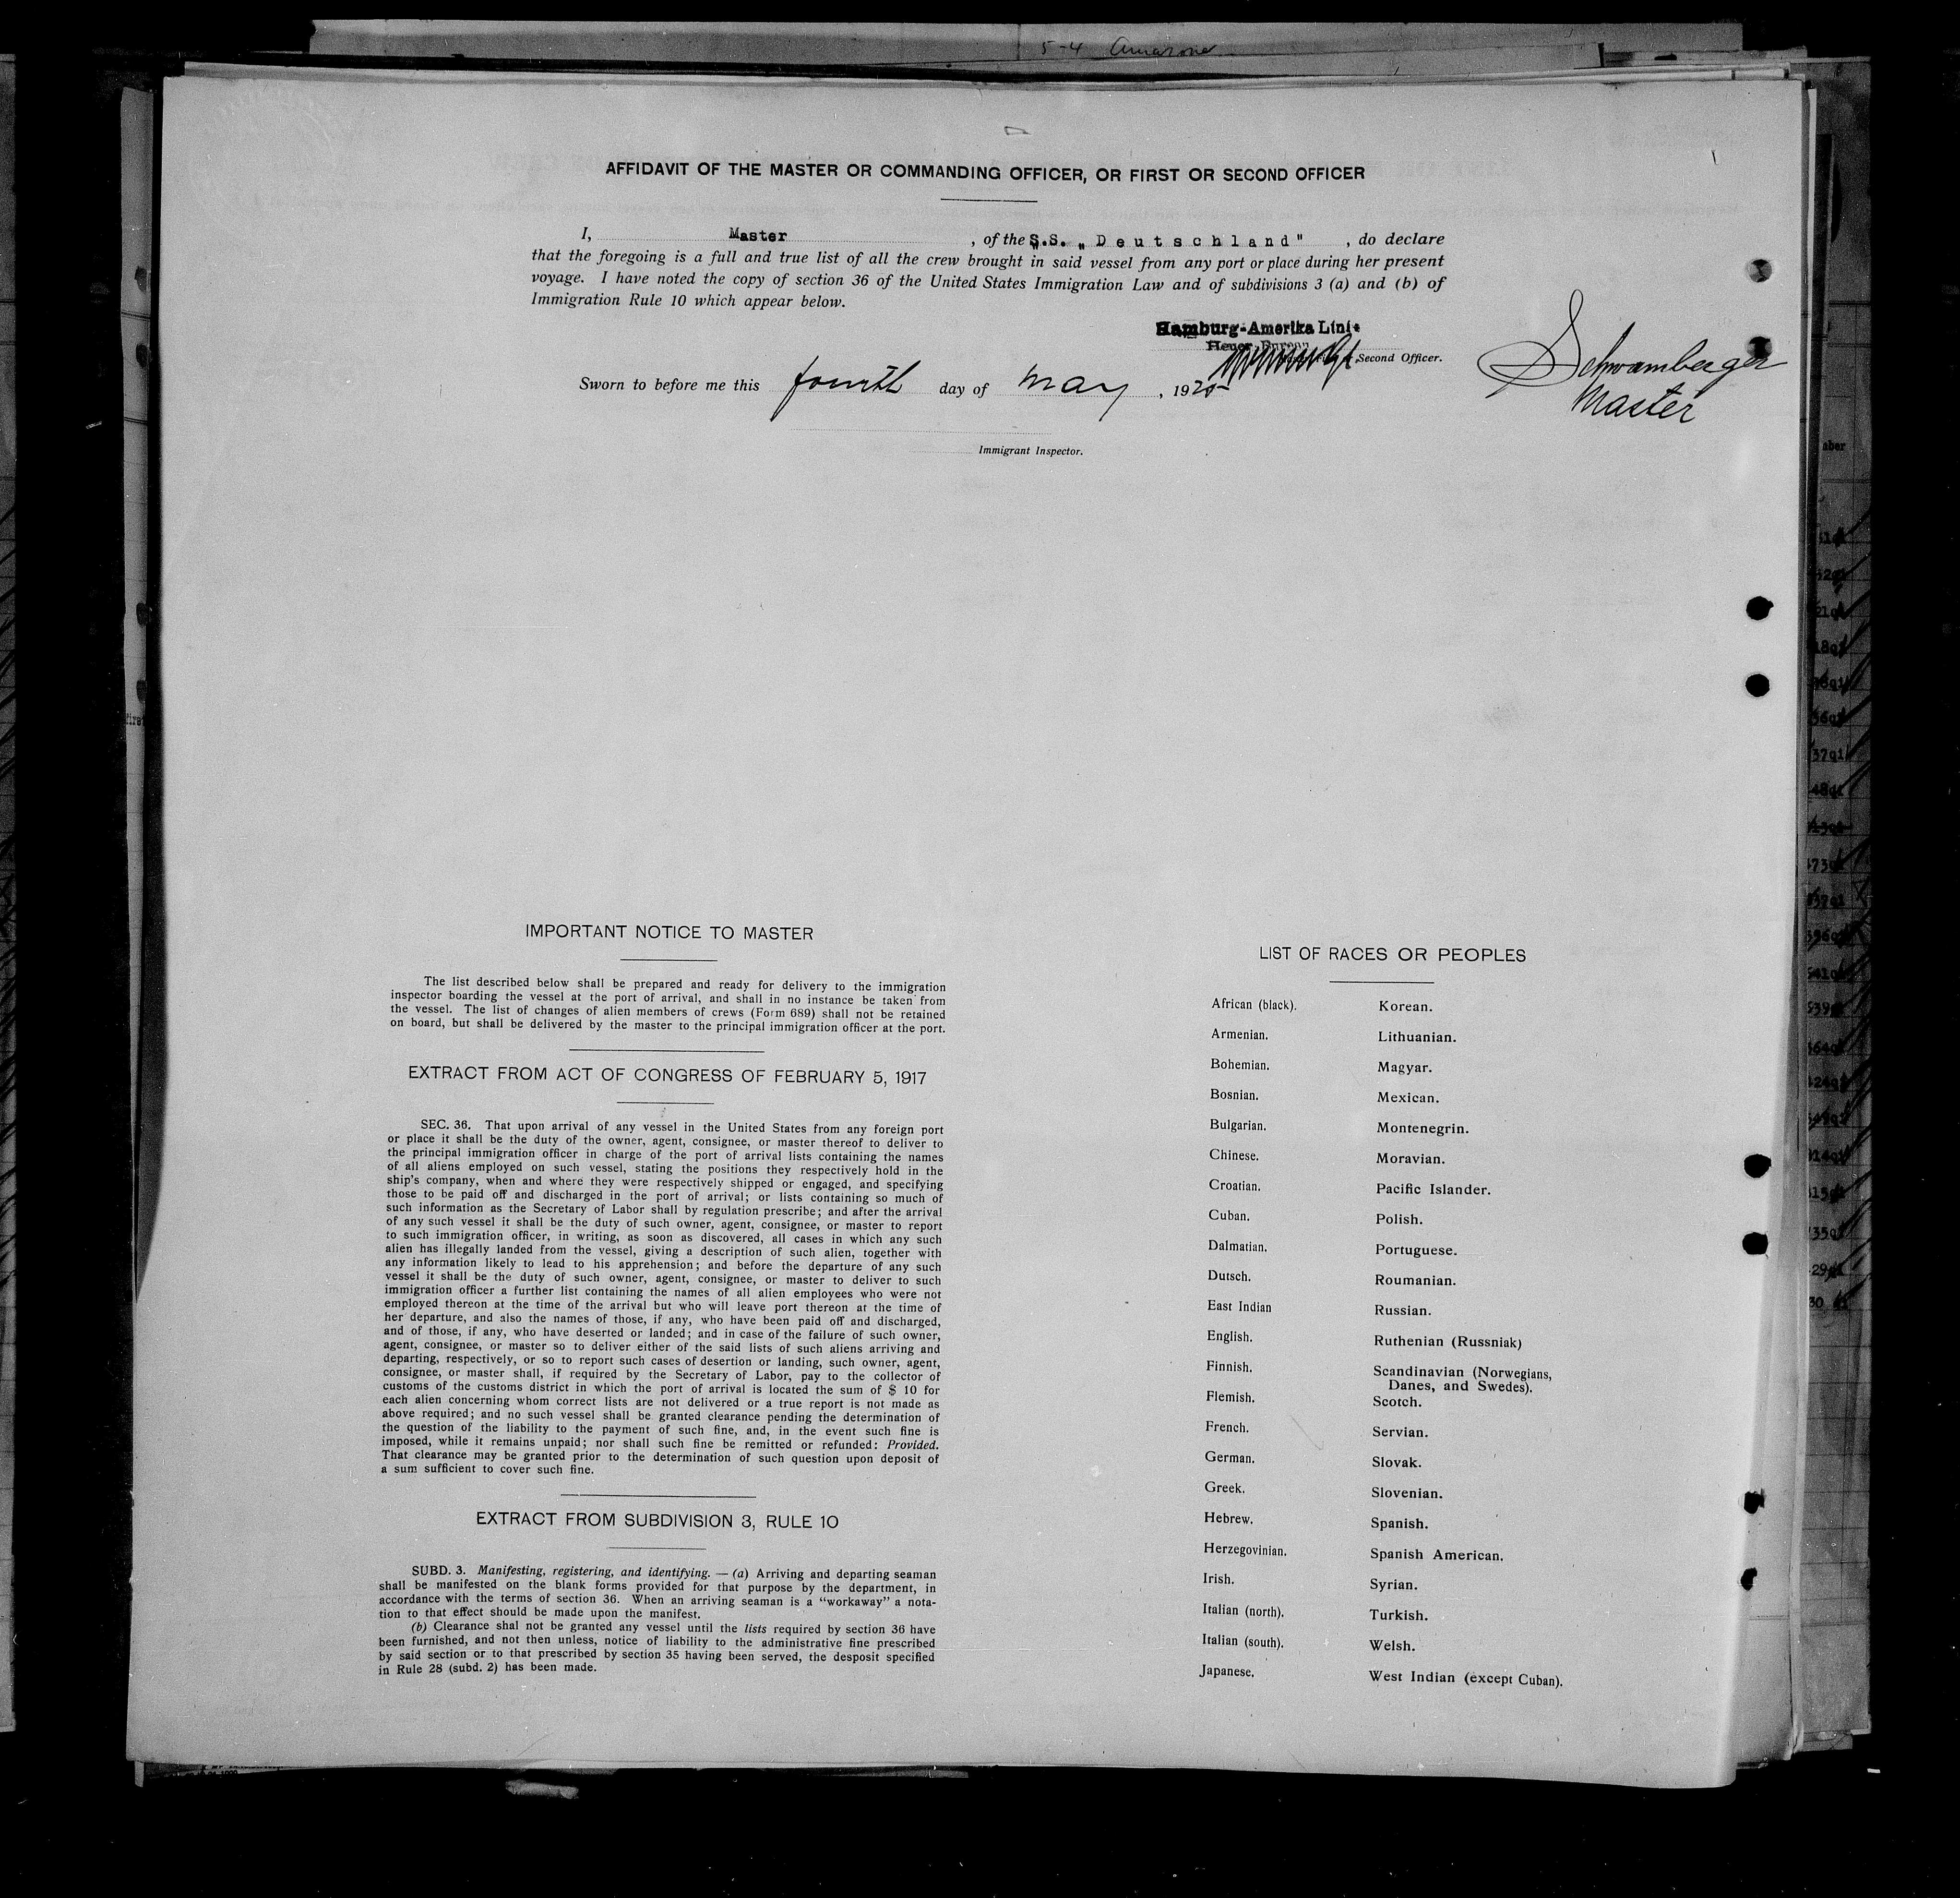 5-4
AFFIDAVIT OF THE MASTER OR COMMANDING OFFICER, OR FIRST OR SECOND OFFICER
I, Master , of the S.S. „Deutschland" , do declare
that the foregoing is a full and true list of all the crew brought in said vessel from any port or place during her present
voyage. I have noted the copy of section 36 of the United States Immigration Law and of subdivisions 3 (a) and (b) of
Immigration Rule 10 which appear below.
Hamburg-Amerika Linie
Heuer Bureau
Second Officer.
Schwamberger
Master
Sworn to before me this fourth day of May , 1925
Immigrant Inspector.
IMPORTANT NOTICE TO MASTER
The list described below shall be prepared and ready for delivery to the immigration
inspector boarding the vessel at the port of arrival, and shall in no instance be taken from
the vessel. The list of changes of alien members of crews (Form 689) shall not be retained
on board, but shall be delivered by the master to the principal immigration officer at the port.
EXTRACT FROM ACT OF CONGRESS OF FEBRUARY 5, 1917
SEC. 36. That upon arrival of any vessel in the United States from any foreign port
or place it shall be the duty of the owner, agent, consignee, or master thereof to deliver to
the principal immigration officer in charge of the port of arrival lists containing the names
of all aliens employed on such vessel, stating the positions they respectively hold in the
ship's company, when and where they were respectively shipped or engaged, and specifying
those to be paid off and discharged in the port of arrival; or lists containing so much of
such information as the Secretary of Labor shall by regulation prescribe; and after the arrival
of any such vessel it shall be the duty of such owner, agent, consignee, or master to report
to such immigration officer, in writing, as soon as discovered, all cases in which any such
alien has illegally landed from the vessel, giving a description of such alien, together with
any information likely to lead to his apprehension; and before the departure of any such
vessel it shall be the duty of such owner, agent, consignee, or master to deliver to such
immigration officer a further list containing the names of all alien employees who were not
employed thereon at the time of the arrival but who will leave port thereon at the time of
her departure, and also the names of those, if any, who have been paid off and discharged,
and of those, if any, who have deserted or landed; and in case of the failure of such owner,
agent, consignee, or master so to deliver either of the said lists of such aliens arriving and
departing, respectively, or so to report such cases of desertion or landing, such owner, agent,
consignee, or master shall, if required by the Secretary of Labor, pay to the collector of
customs of the customs district in which the port of arrival is located the sum of $ 10 for
each alien concerning whom correct lists are not delivered or a true report is not made as
above required; and no such vessel shall be granted clearance pending the determination of
the question of the liability to the payment of such fine, and, in the event such fine is
imposed, while it remains unpaid; nor shall such fine be remitted or refunded: Provided.
That clearance may be granted prior to the determination of such question upon deposit of
a sum sufficient to cover such fine.
EXTRACT FROM SUBDIVISION 3, RULE 10
SUBD. 3. Manifesting, registering, and identifying. — (a) Arriving and departing seaman
shall be manifested on the blank forms provided for that purpose by the department, in
accordance with the terms of section 36. When an arriving seaman is a "workaway" a nota-
tion to that effect should be made upon the manifest.
(b) Clearance shal not be granted any vessel until the lists required by section 36 have
been furnished, and not then unless, notice of liability to the administrative fine prescribed
by said section or to that prescribed by section 35 having been served, the desposit specified
in Rule 28 (subd. 2) has been made.
LIST OF RACES OR PEOPLES
African (black).
Armenian.
Bohemian.
Bosnian.
Bulgarian.
Chinese.
Croatian.
Cuban.
Dalmatian.
Dutsch.
East Indian
English.
Finnish.
Flemish.
French.
German.
Greek.
Hebrew.
Herzegovinian.
Irish.
Italian (north).
Italian (south).
Japanese.
Korean.
Lithuanian.
Magyar.
Mexican.
Montenegrin.
Moravian.
Pacific Islander.
Polish.
Portuguese.
Roumanian.
Russian.
Ruthenian (Russniak)
Scandinavian (Norwegians,
Danes, and Swedes).
Scotch.
Servian.
Slovak.
Slovenian.
Spanish.
Spanish American.
Syrian.
Turkish.
Welsh.
West Indian (except Cuban).